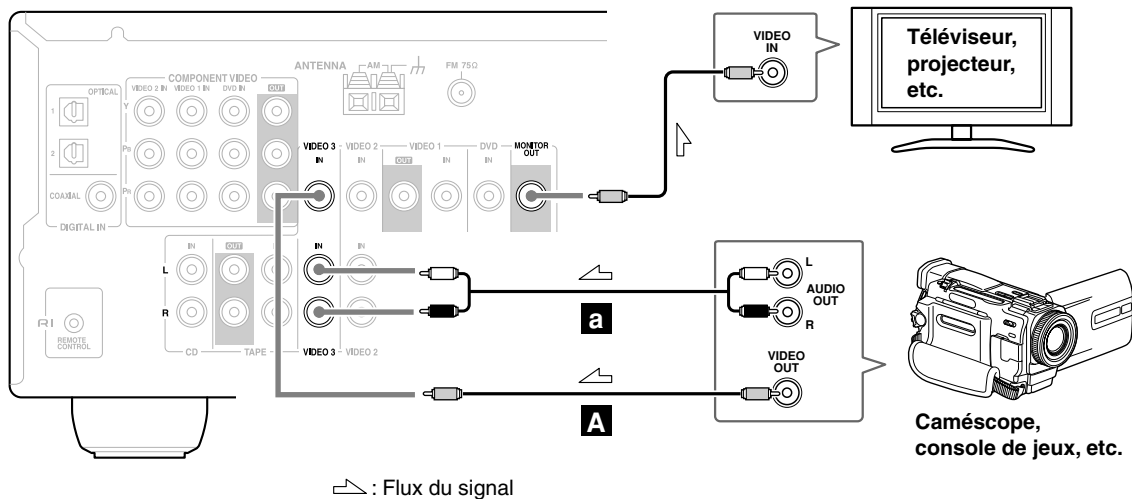 ANTENNA
AM
FM 75Ω
COMPONENT VIDEO
OPTICAL
VIDEO 2 IN
VIDEO 1 IN
DVD IN
OUT
1
Y
2
PB
COAXIAL
PR
DIGITAL IN
VIDEO 3
VIDEO 2
VIDEO 1
DVD
MONITOR
OUT
IN
IN
OUT
IN
IN
IN
OUT
IN
IN
IN
L
R
RI
REMOTE
CONTROL
CD
TAPE
VIDEO 3
VIDEO 2
VIDEO
IN
Téléviseur,
projecteur,
etc.
a
L
AUDIO
OUT
R
VIDEO
OUT
A
Caméscope,
console de jeux, etc.
: Flux du signal